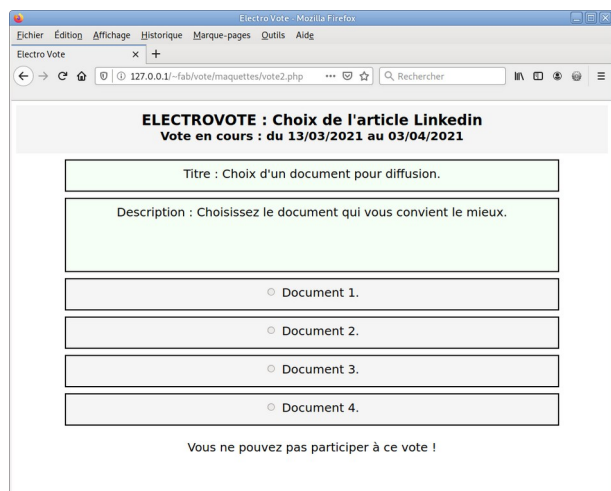 Electro Vote - Mozilla Firefox
Fichier Édition Affichage Historique Marque-pages Outils Aide
Electro Vote × +
127.0.0.1/~fab/vote/maquettes/vote2.php ... Rechercher
ELECTROVOTE : Choix de l'article Linkedin
Vote en cours : du 13/03/2021 au 03/04/2021
Titre : Choix d'un document pour diffusion.
Description : Choisissez le document qui vous convient le mieux.
Document 1.
Document 2.
Document 3.
Document 4.
Vous ne pouvez pas participer à ce vote !